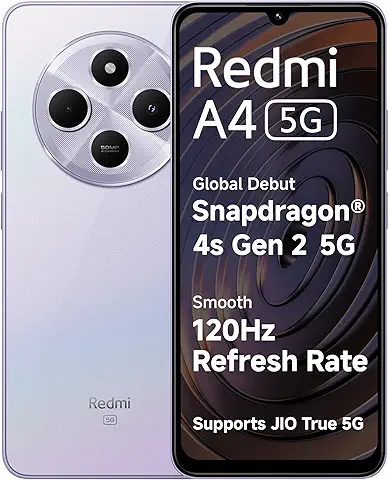 Redmi
A4 5G
Global Debut
Snapdragon®
4s Gen 2 5G
Smooth
120Hz
Refresh Rate
Supports JIO True 5G
50MP
Redmi
5G